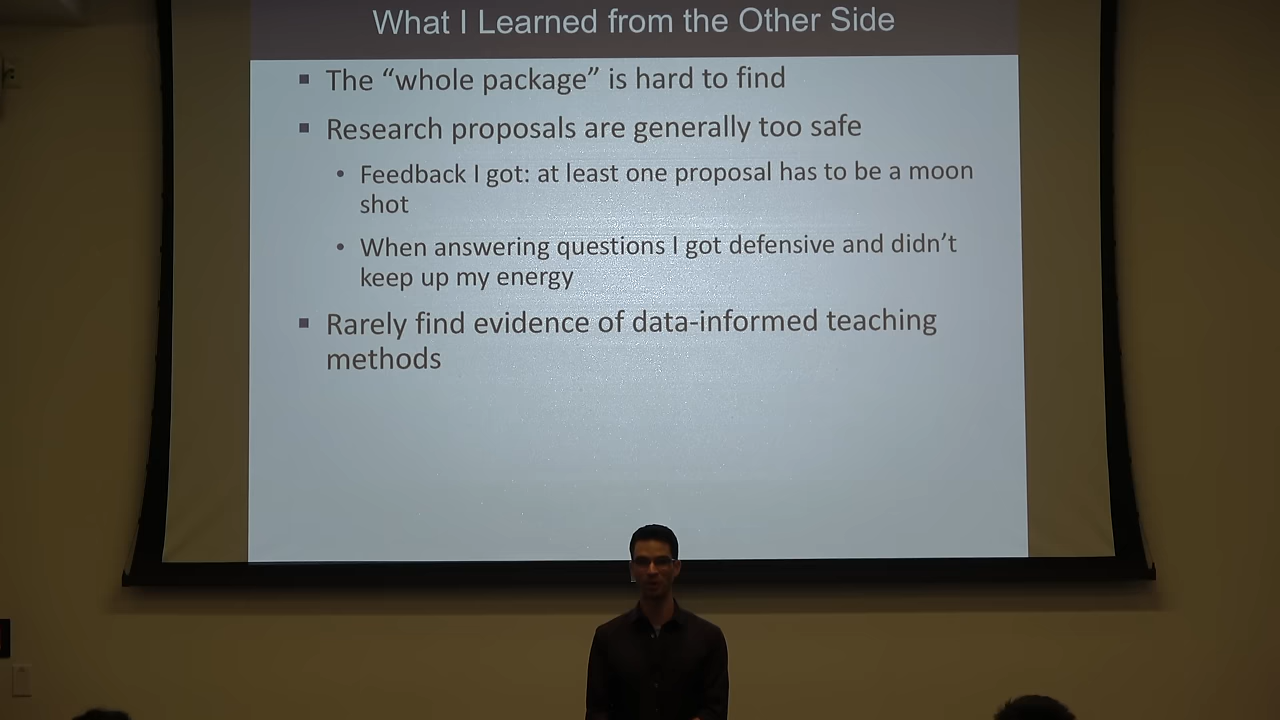 What I Learned from the Other Side
▪ The “whole package” is hard to find
▪ Research proposals are generally too safe
• Feedback I got: at least one proposal has to be a moon
shot
• When answering questions I got defensive and didn’t
keep up my energy
▪ Rarely find evidence of data-informed teaching
methods